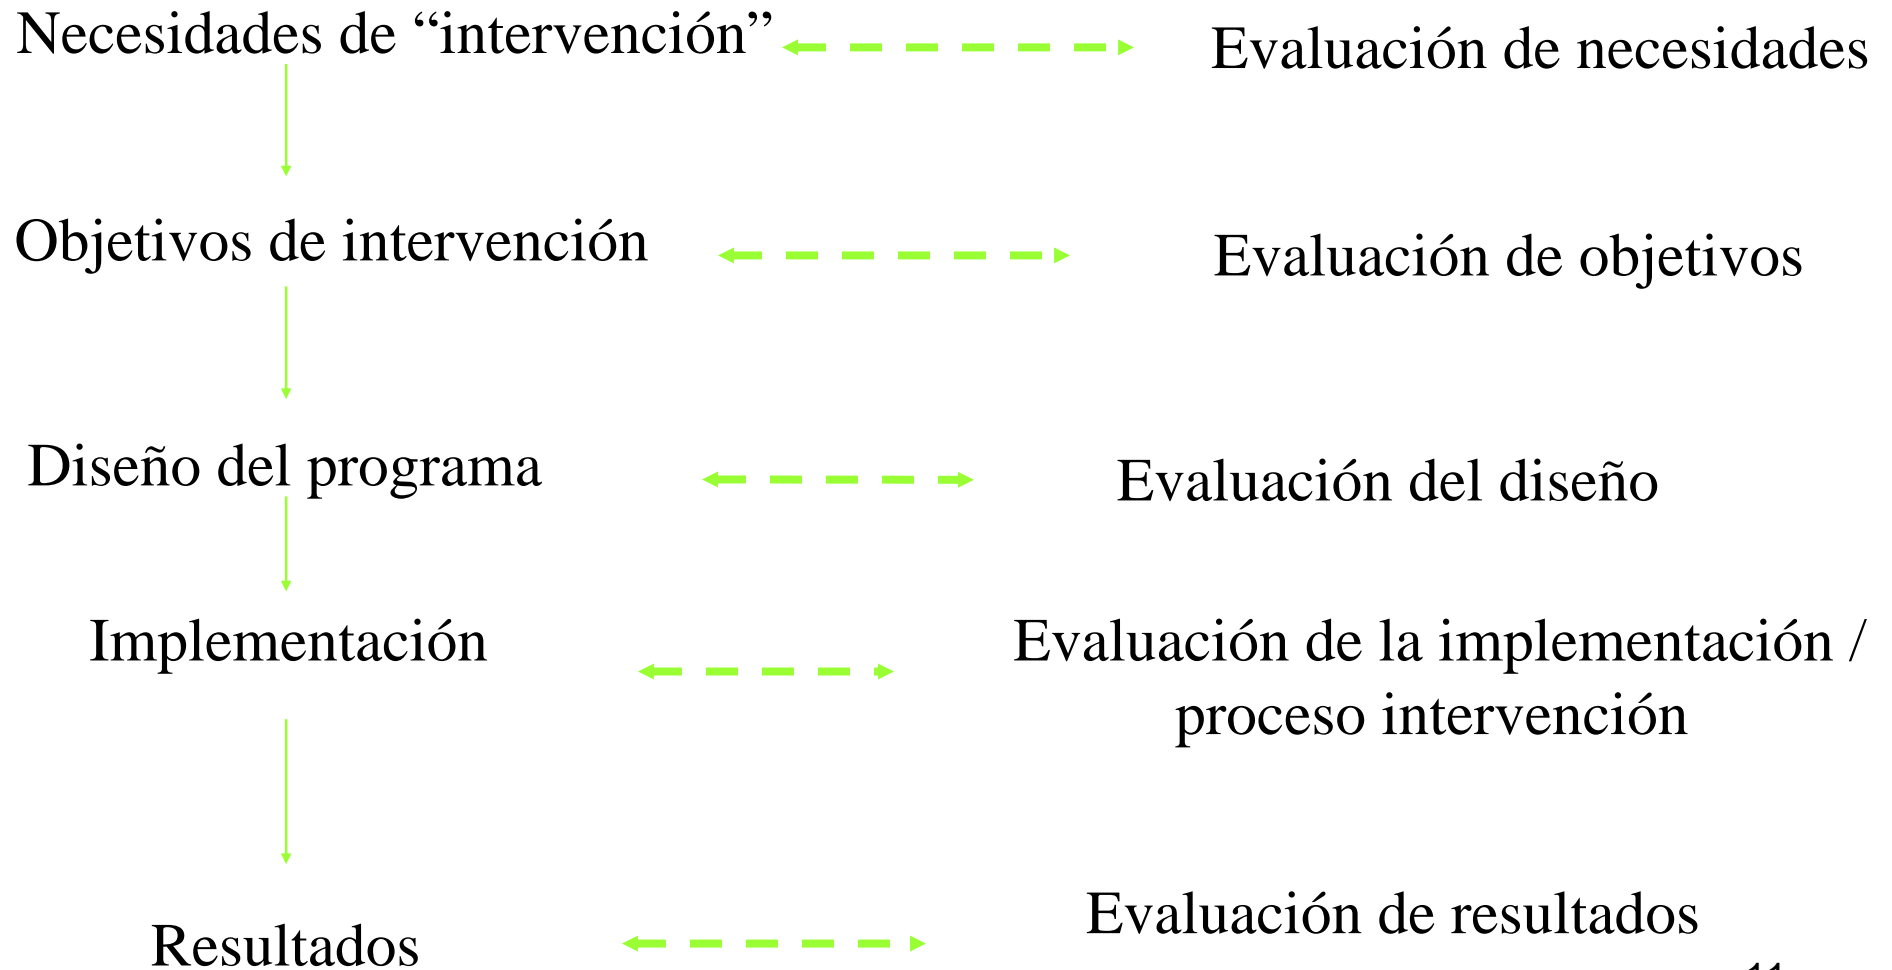 Necesidades de “intervención”
Evaluación de necesidades
Objetivos de intervención
Evaluación de objetivos
Diseño del programa
Evaluación del diseño
Implementación
Evaluación de la implementación /
proceso intervención
Resultados
Evaluación de resultados